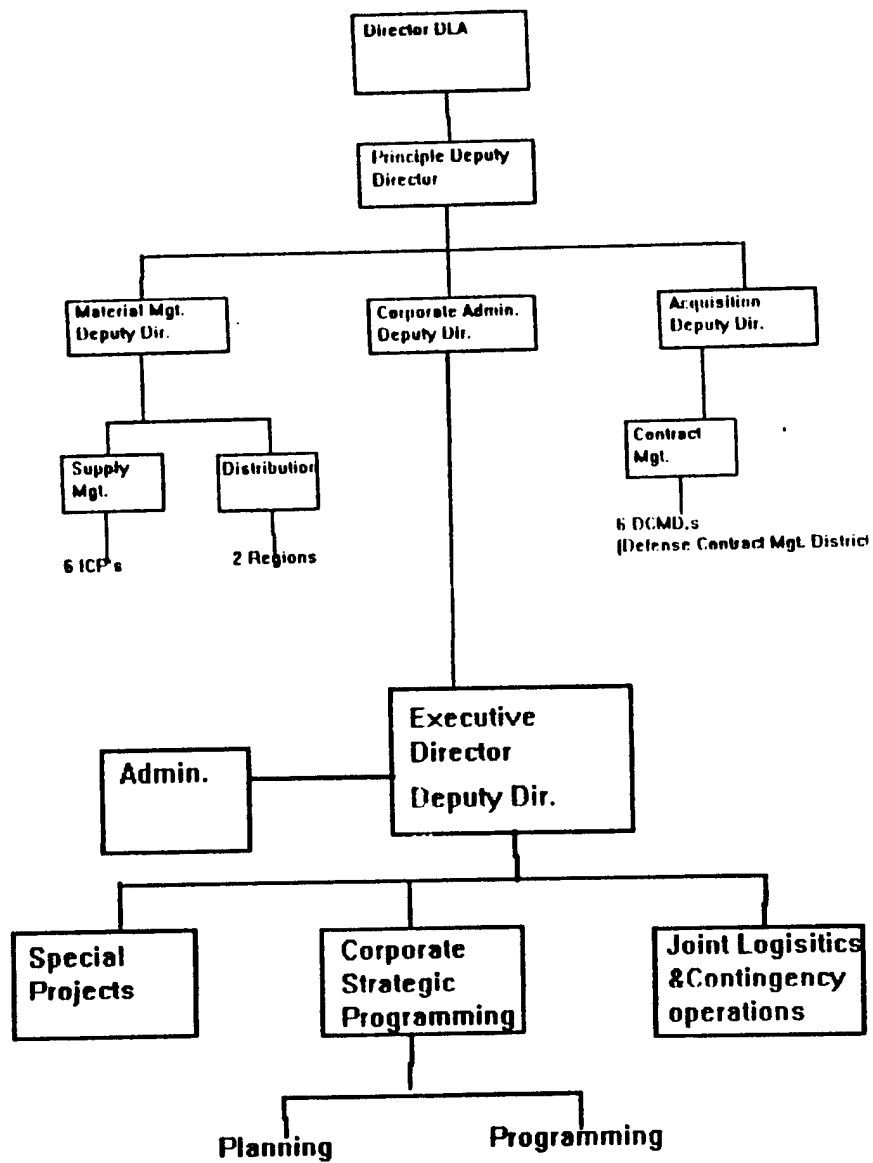 Director DLA
Principle Deputy
Director
Material Mgt.
Deputy Dir.
Corporate Admin.
Deputy Dir.
Acquisition
Deputy Dir.
Supply
Mgt.
Distribution
Contract
Mgt.
6 ICP's
2 Regions
6 DCMD.s
(Defense Contract Mgt. District
Executive
Director
Deputy Dir.
Admin.
Special
Projects
Corporate
Strategic
Programming
Joint Logisitics
&Contingency
operations
Planning
Programming